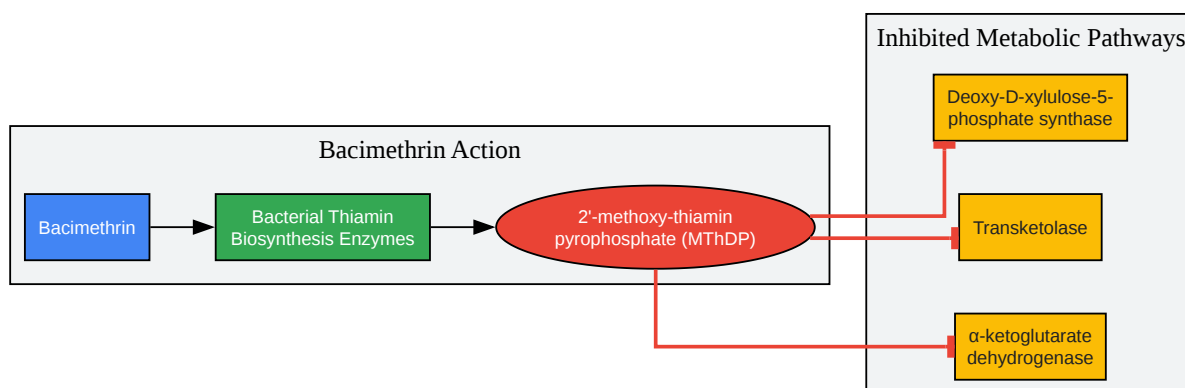 Inhibited Metabolic Pathways
Deoxy-D-xylulose-5-
phosphate synthase
Bacimethrin Action
Bacimethrin
Bacterial Thiamin
Biosynthesis Enzymes
2'-methoxy-thiamin
pyrophosphate (MThDP)
Transketolase
α-ketoglutarate
dehydrogenase